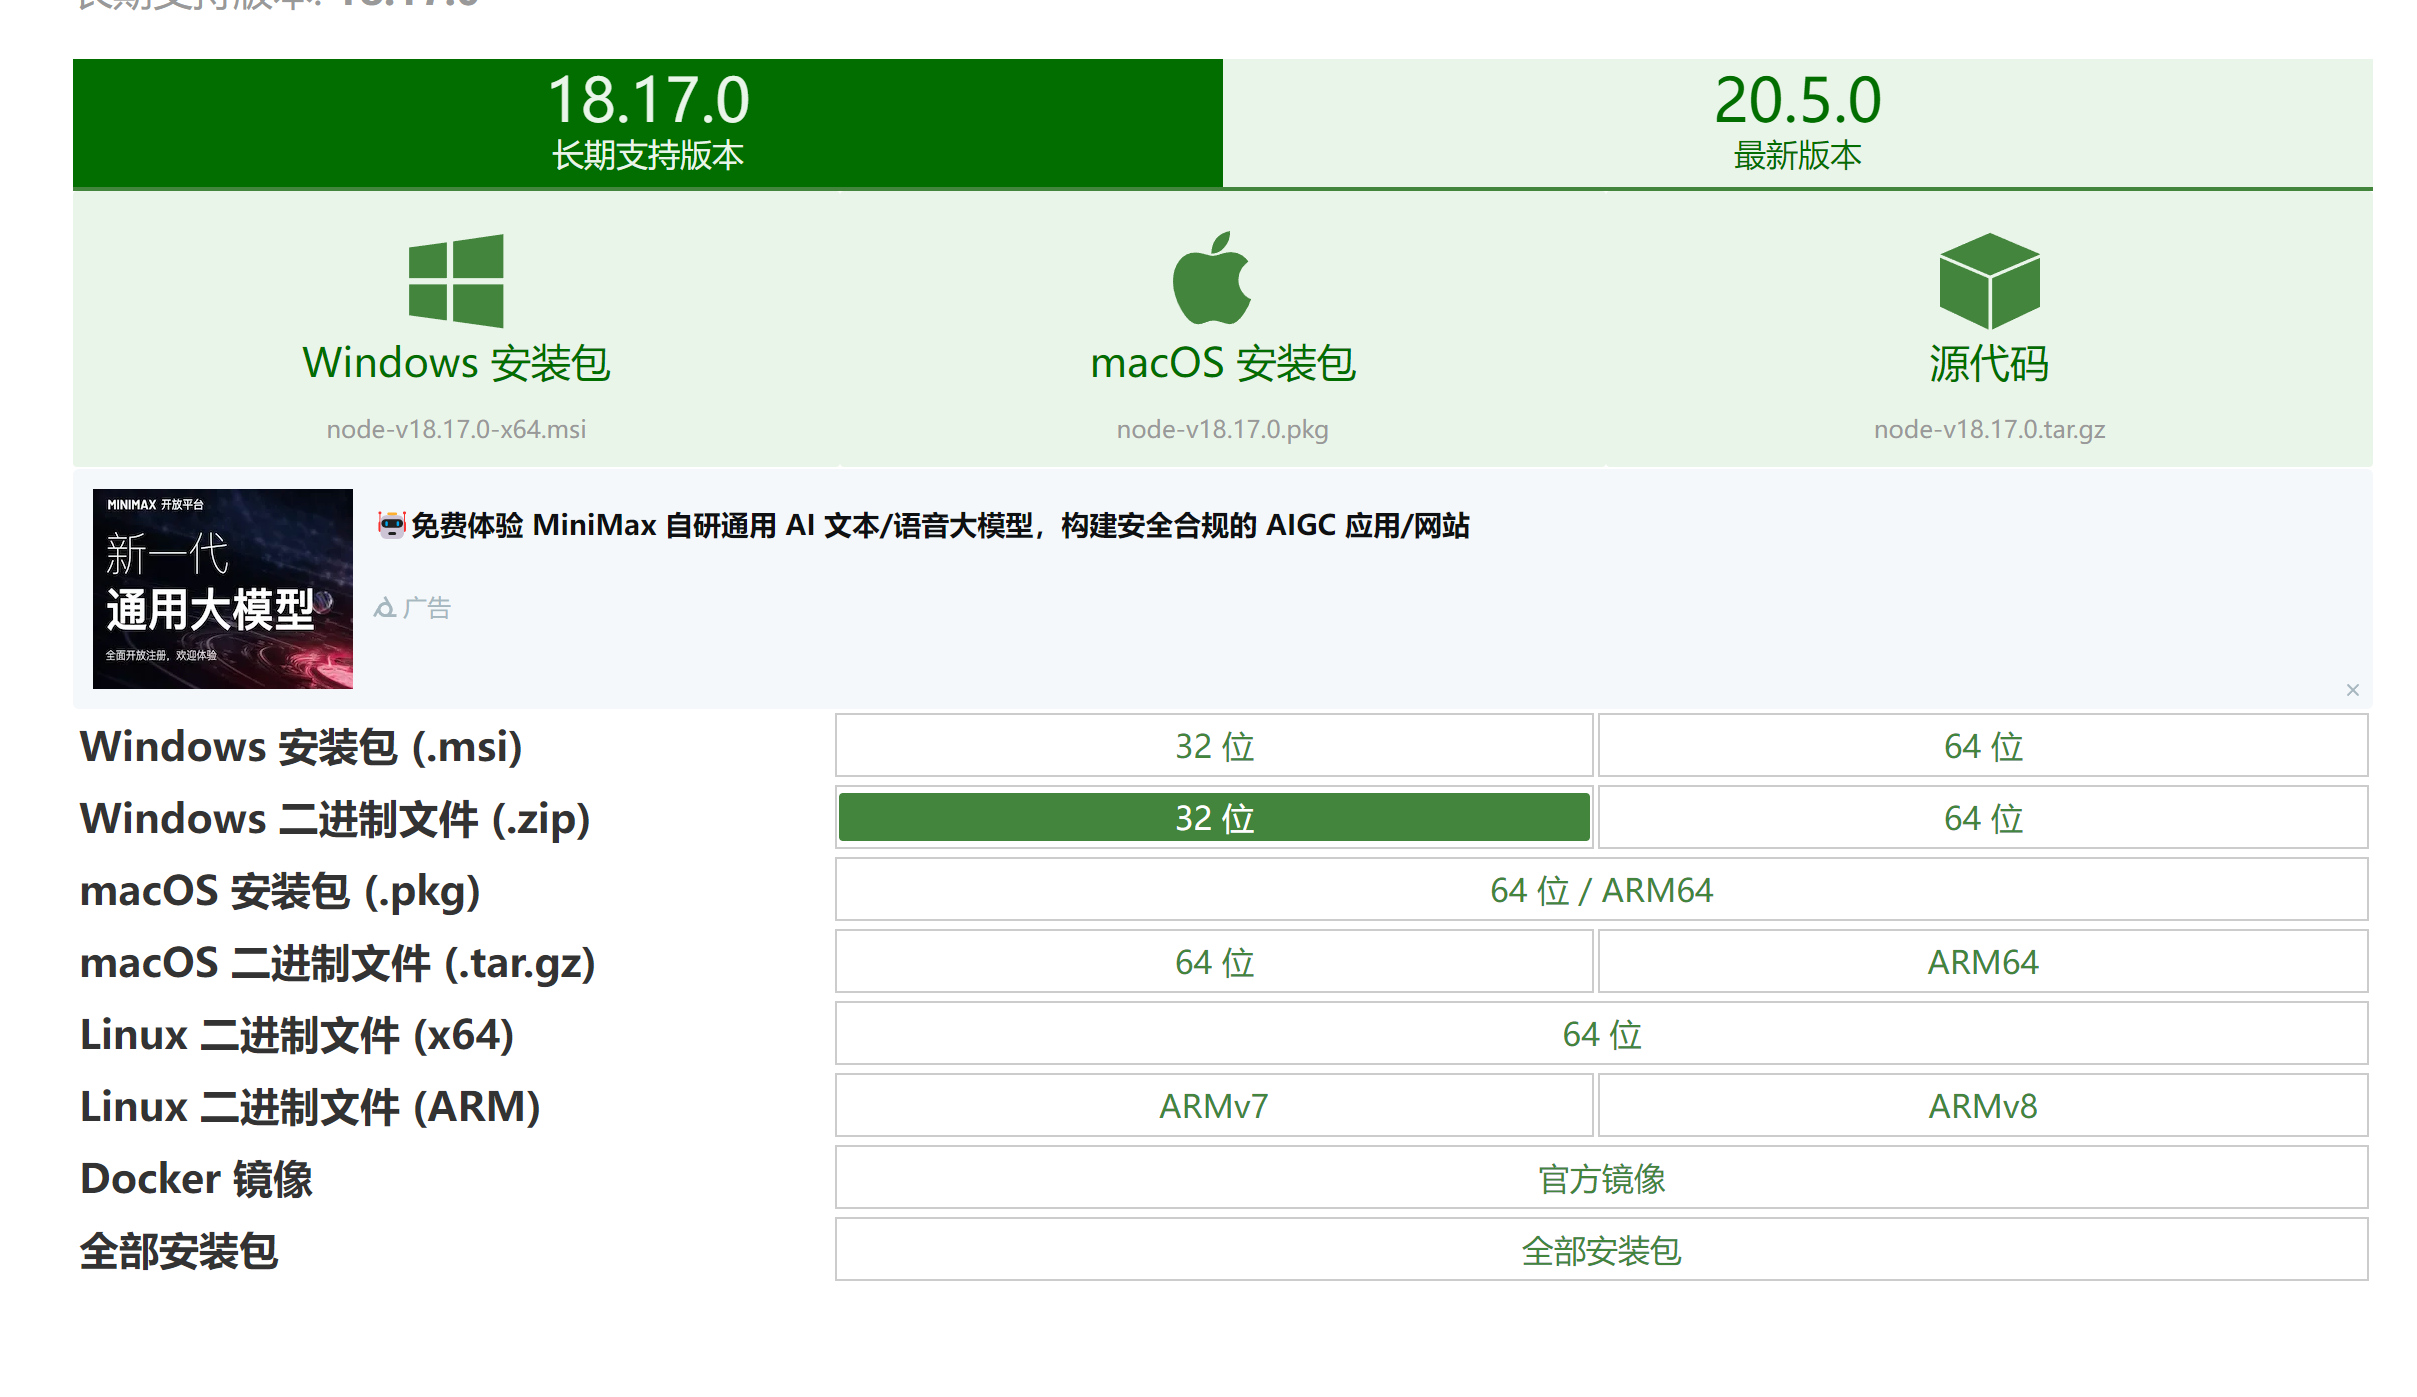 长期支持版本: 18.17.0
18.17.0
长期支持版本
20.5.0
最新版本
Windows 安装包
node-v18.17.0-x64.msi
macOS 安装包
node-v18.17.0.pkg
源代码
node-v18.17.0.tar.gz
MINIMAX 开放平台
新一代
通用大模型
全面开放注册，欢迎体验
免费体验 MiniMax 自研通用 AI 文本/语音大模型，构建安全合规的 AIGC 应用/网站
广告
×
Windows 安装包 (.msi) 32 位 64 位
Windows 二进制文件 (.zip) 32 位 64 位
macOS 安装包 (.pkg) 64 位 / ARM64
macOS 二进制文件 (.tar.gz) 64 位 ARM64
Linux 二进制文件 (x64) 64 位
Linux 二进制文件 (ARM) ARMv7 ARMv8
Docker 镜像 官方镜像
全部安装包 全部安装包